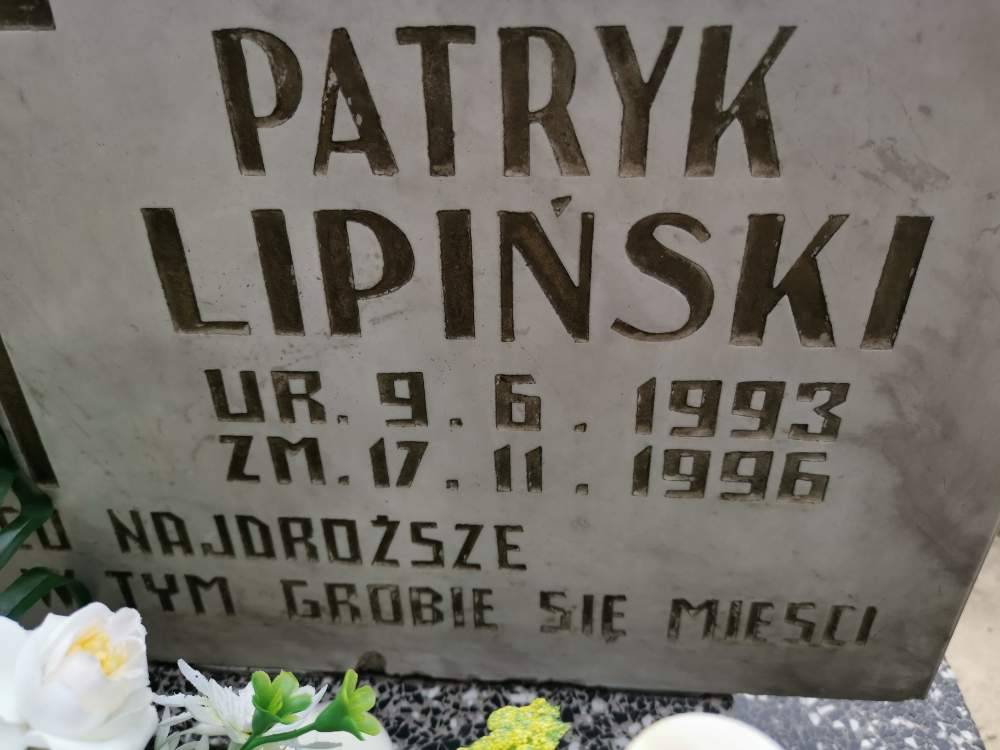 PATRYK
LIPIŃSKI
UR. 9. 6. 1993
ZM. 17. 11. 1996
NAJDROŻSZE
TYM GROBIE SIĘ MIEŚCI